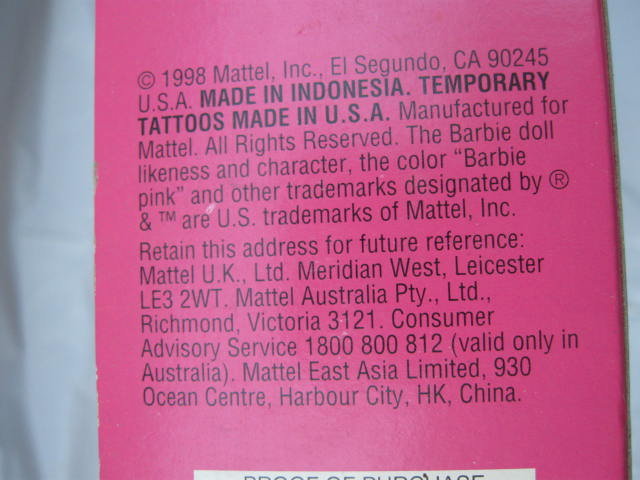 © 1998 Mattel, Inc., El Segundo, CA 90245
U.S.A. MADE IN INDONESIA. TEMPORARY
TATTOOS MADE IN U.S.A. Manufactured for
Mattel. All Rights Reserved. The Barbie doll
likeness and character, the color "Barbie
pink" and other trademarks designated by ®
& ™ are U.S. trademarks of Mattel, Inc.
Retain this address for future reference:
Mattel U.K., Ltd. Meridian West, Leicester
LE3 2WT. Mattel Australia Pty., Ltd.,
Richmond, Victoria 3121. Consumer
Advisory Service 1800 800 812 (valid only in
Australia). Mattel East Asia Limited, 930
Ocean Centre, Harbour City, HK, China.
PROOF OF PURCHASE